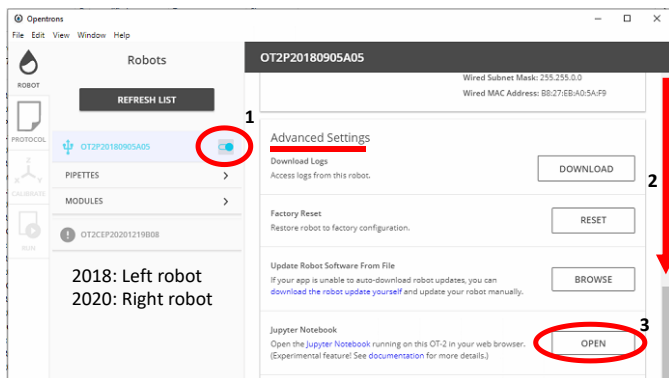 Opentrons
File Edit View Window Help
ROBOT
PROTOCOL
CALIBRATE
RUN
Robots
REFRESH LIST
1
OT2P20180905A05
PIPETTES
MODULES
OT2CEP20201219B08
2018: Left robot
2020: Right robot
OT2P20180905A05
Wired Subnet Mask: 255.255.0.0
Wired MAC Address: B8:27:EB:A0:5A:F9
Advanced Settings
Download Logs
Access logs from this robot.
DOWNLOAD
2
Factory Reset
Restore robot to factory configuration.
RESET
Update Robot Software From File
If your app is unable to auto-download robot updates, you can
download the robot update yourself and update your robot manually.
BROWSE
Jupyter Notebook
Open the Jupyter Notebook running on this OT-2 in your web browser.
(Experimental feature! See documentation for more details.)
OPEN
3